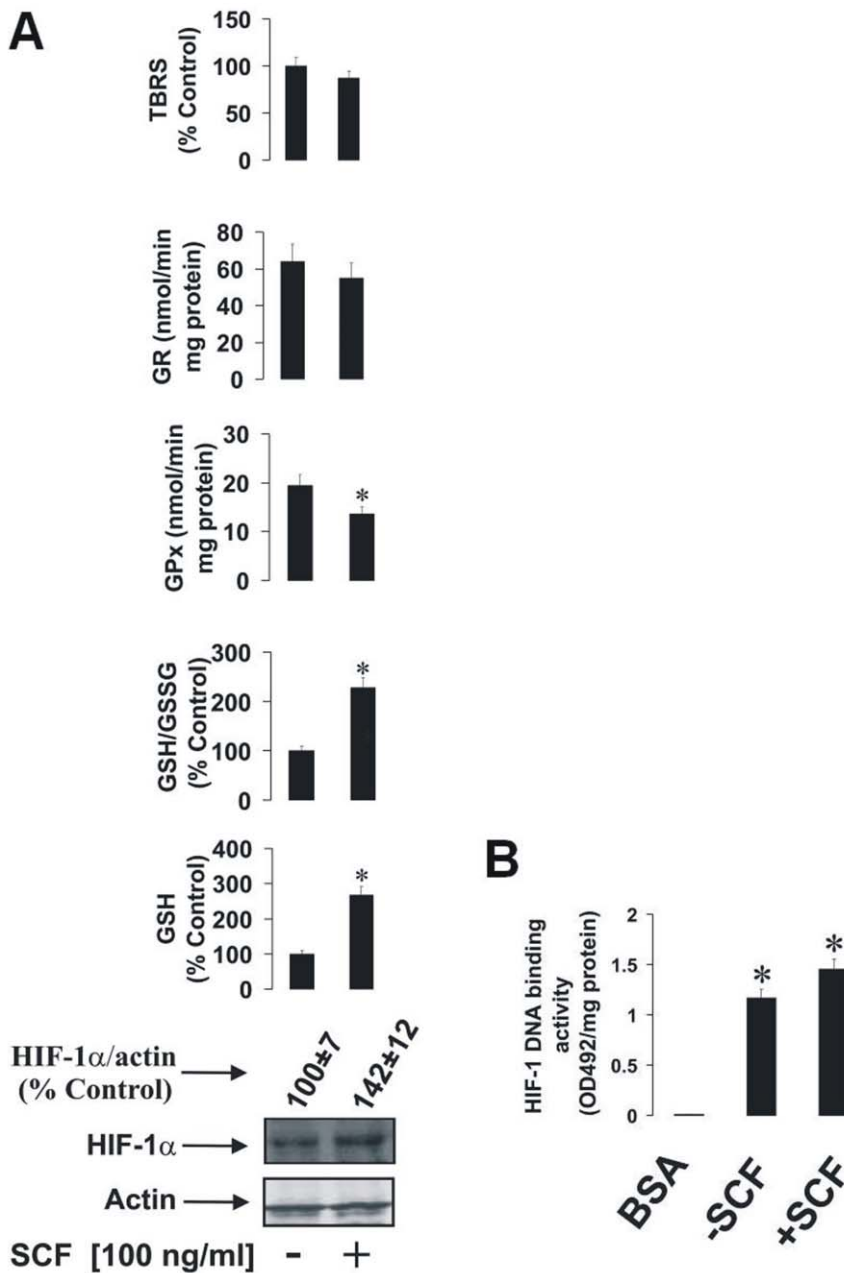 A
TBRS
(% Control)
150
100
50
0
GR (nmol/min
mg protein)
80
60
40
20
0
GPx (nmol/min
mg protein)
30
20
10
0
*
GSH/GSSG
(% Control)
300
200
100
0
*
GSH
(% Control)
400
300
200
100
0
*
HIF-1α/actin
(% Control)
100±7
142±12
HIF-1α
Actin
SCF [100 ng/ml] - +
B
HIF-1 DNA binding
activity
(OD492/mg protein)
2
1.5
1
0.5
0
*
*
BSA
-SCF
+SCF